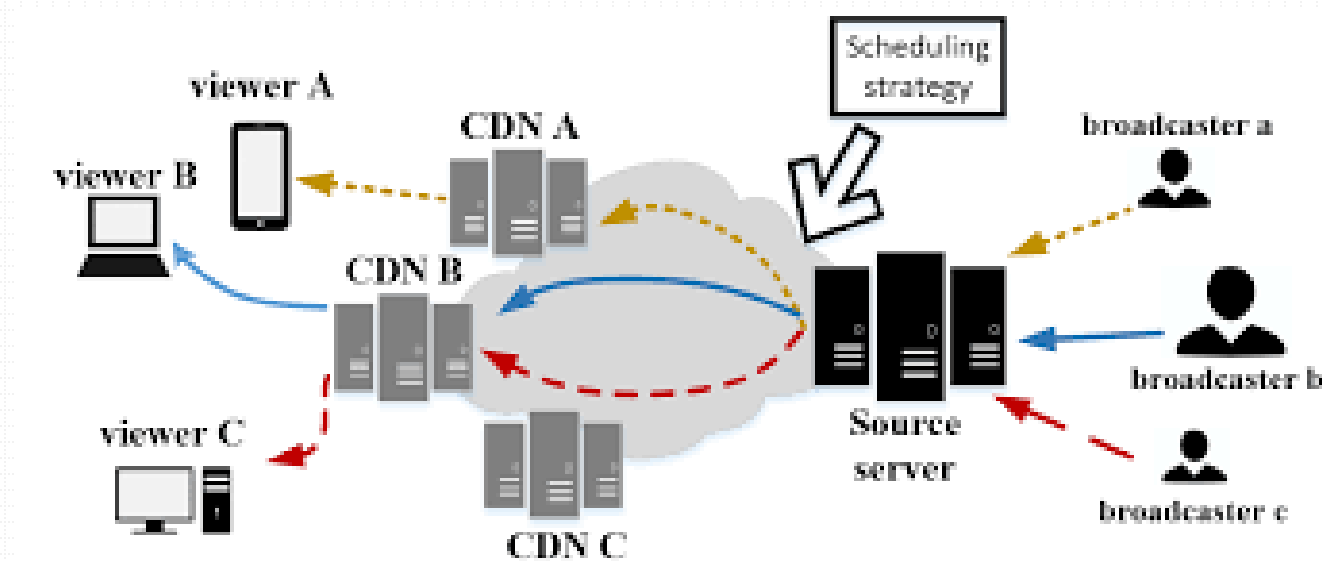 Scheduling
strategy
viewer A
CDN A
broadcaster a
viewer B
CDN B
broadcaster b
viewer C
Source
server
broadcaster c
CDN C